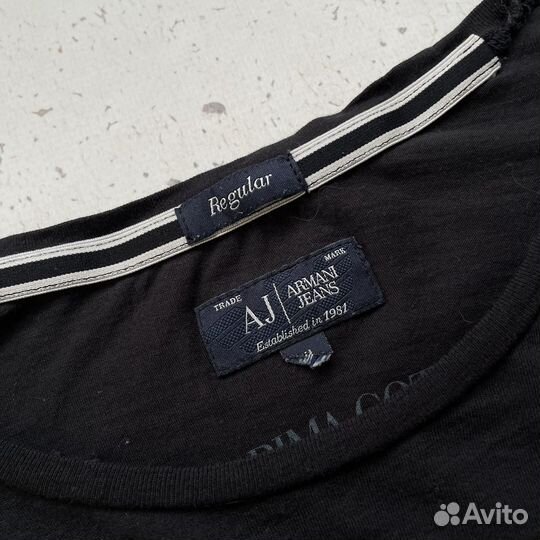 Regular
TRADE MARK
AJ | ARMANI
JEANS
Established in 1981
Avito